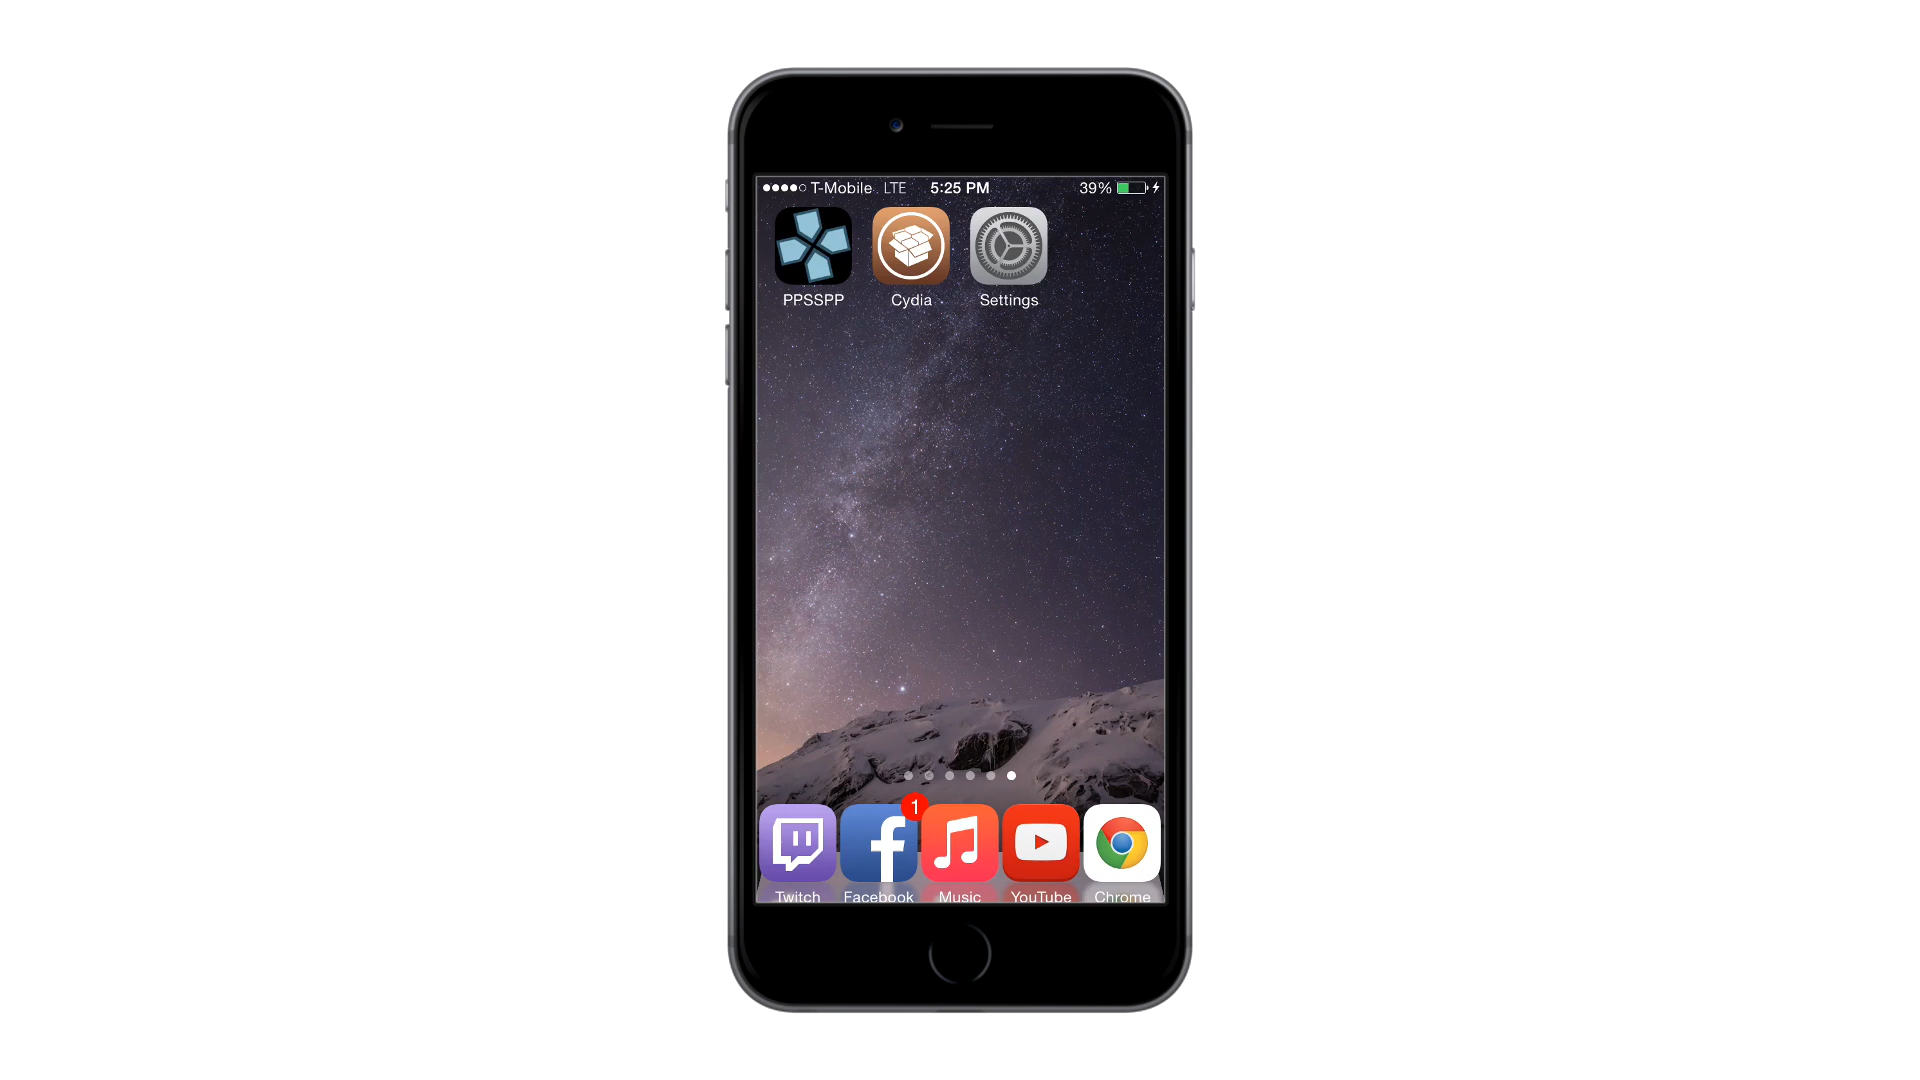 T-Mobile LTE 5:25 PM 39%
PPSSPP Cydia Settings
1
Twitch Facebook Music YouTube Chrome